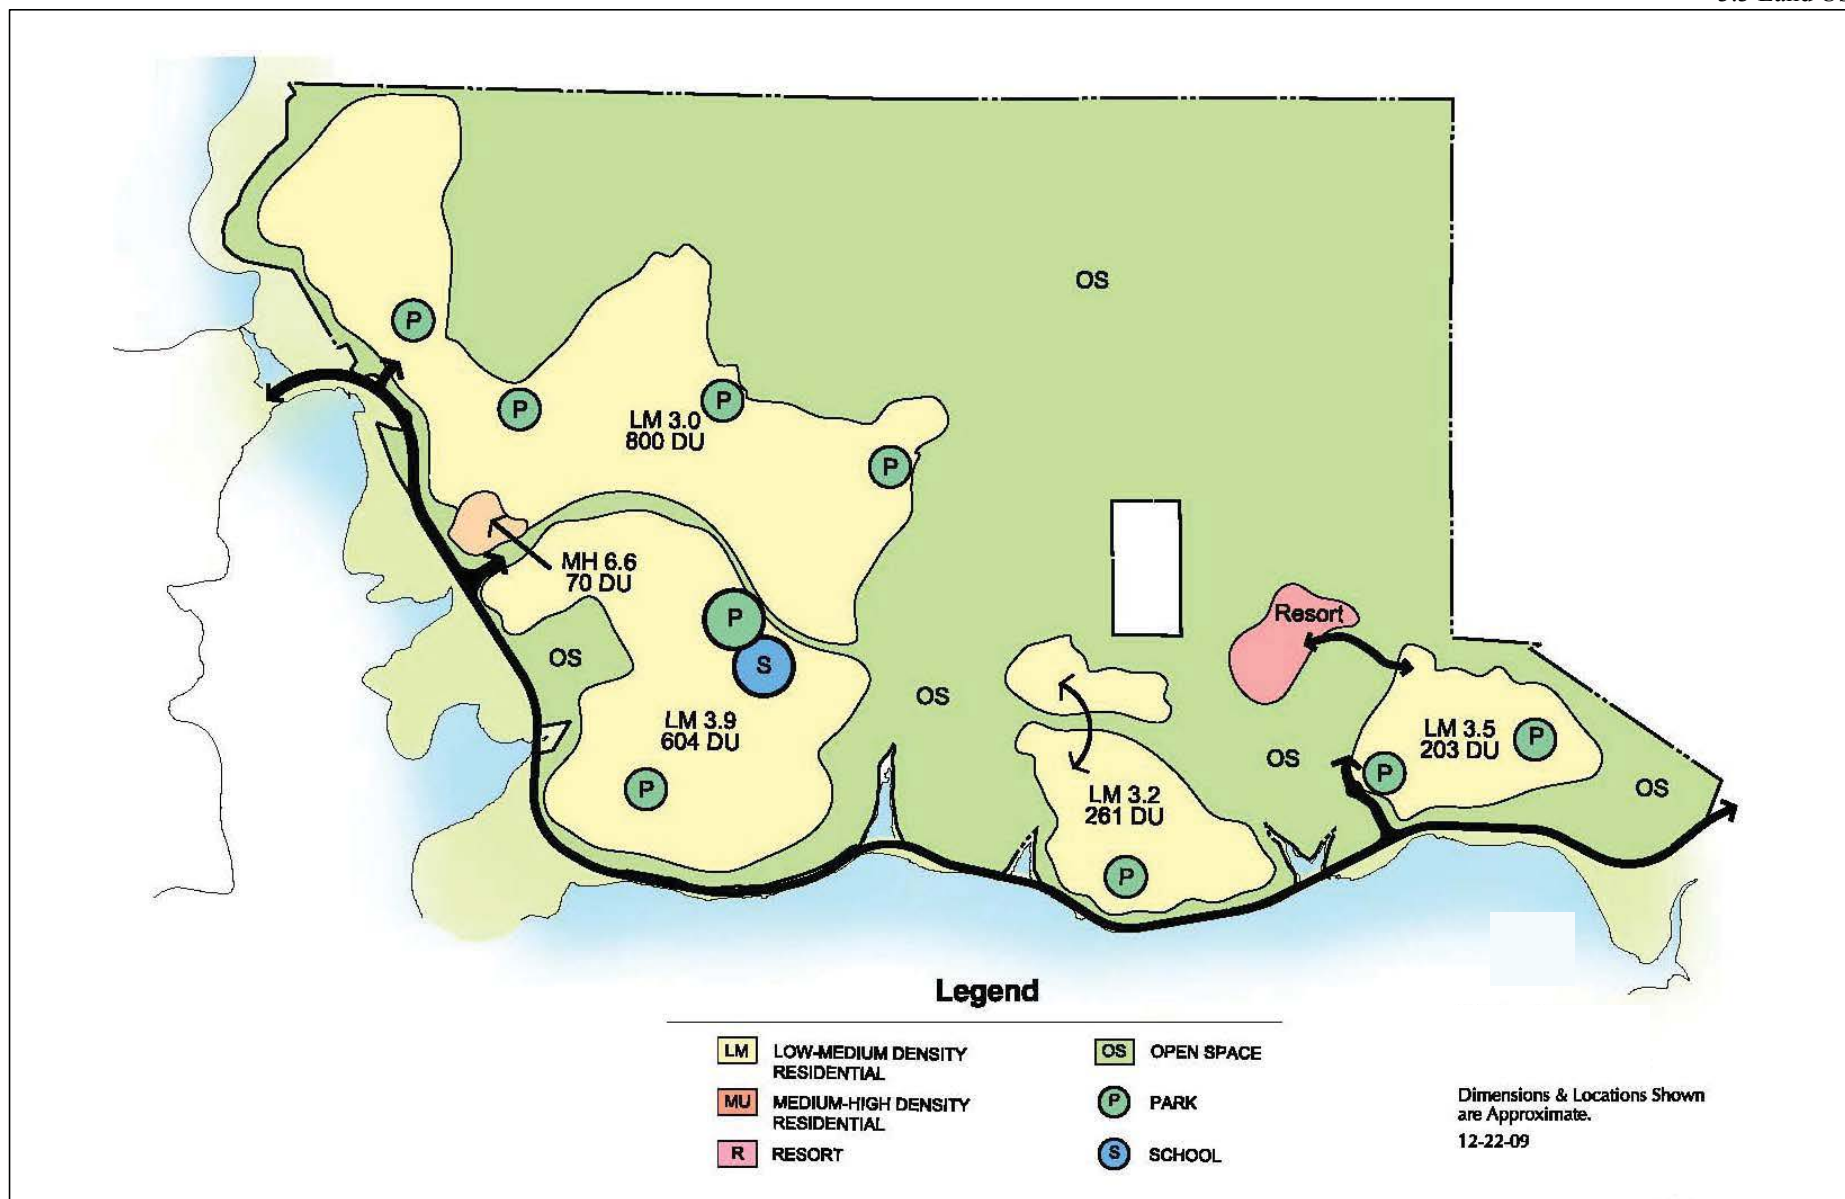 OS
P
P
P
LM 3.0
800 DU
P
MH 6.6
70 DU
Resort
P
S
OS
OS
LM 3.9
604 DU
LM 3.5
203 DU
P
OS
P
P
LM 3.2
261 DU
OS
P
Legend
LM LOW-MEDIUM DENSITY
RESIDENTIAL
MU MEDIUM-HIGH DENSITY
RESIDENTIAL
R RESORT
OS OPEN SPACE
P PARK
S SCHOOL
Dimensions & Locations Shown
are Approximate.
12-22-09